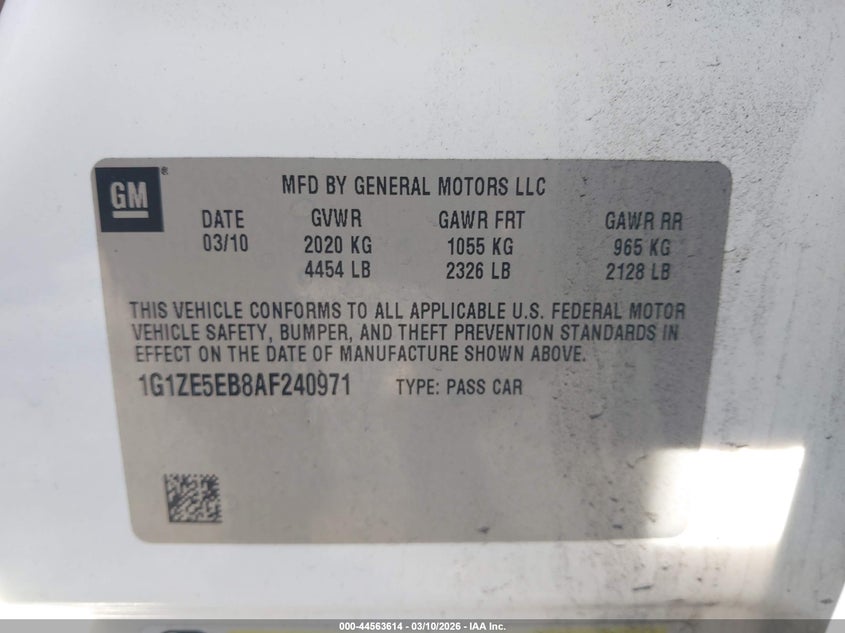 GM®
MFD BY GENERAL MOTORS LLC
DATE GVWR GAWR FRT GAWR RR
03/10 2020 KG 1055 KG 965 KG
4454 LB 2326 LB 2128 LB
THIS VEHICLE CONFORMS TO ALL APPLICABLE U.S. FEDERAL MOTOR
VEHICLE SAFETY, BUMPER, AND THEFT PREVENTION STANDARDS IN
EFFECT ON THE DATE OF MANUFACTURE SHOWN ABOVE.
1G1ZE5EB8AF240971 TYPE: PASS CAR
000-44563614 — 03/10/2026 — IAA Inc.